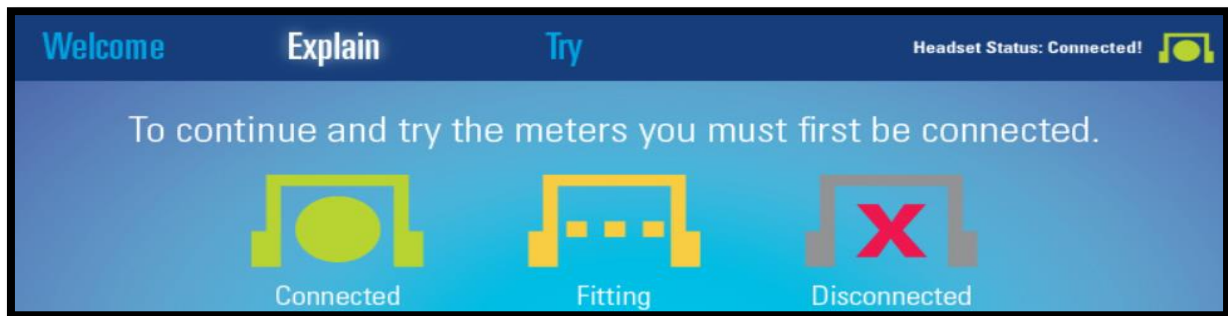 Welcome Explain Try Headset Status: Connected!
To continue and try the meters you must first be connected.
Connected Fitting Disconnected